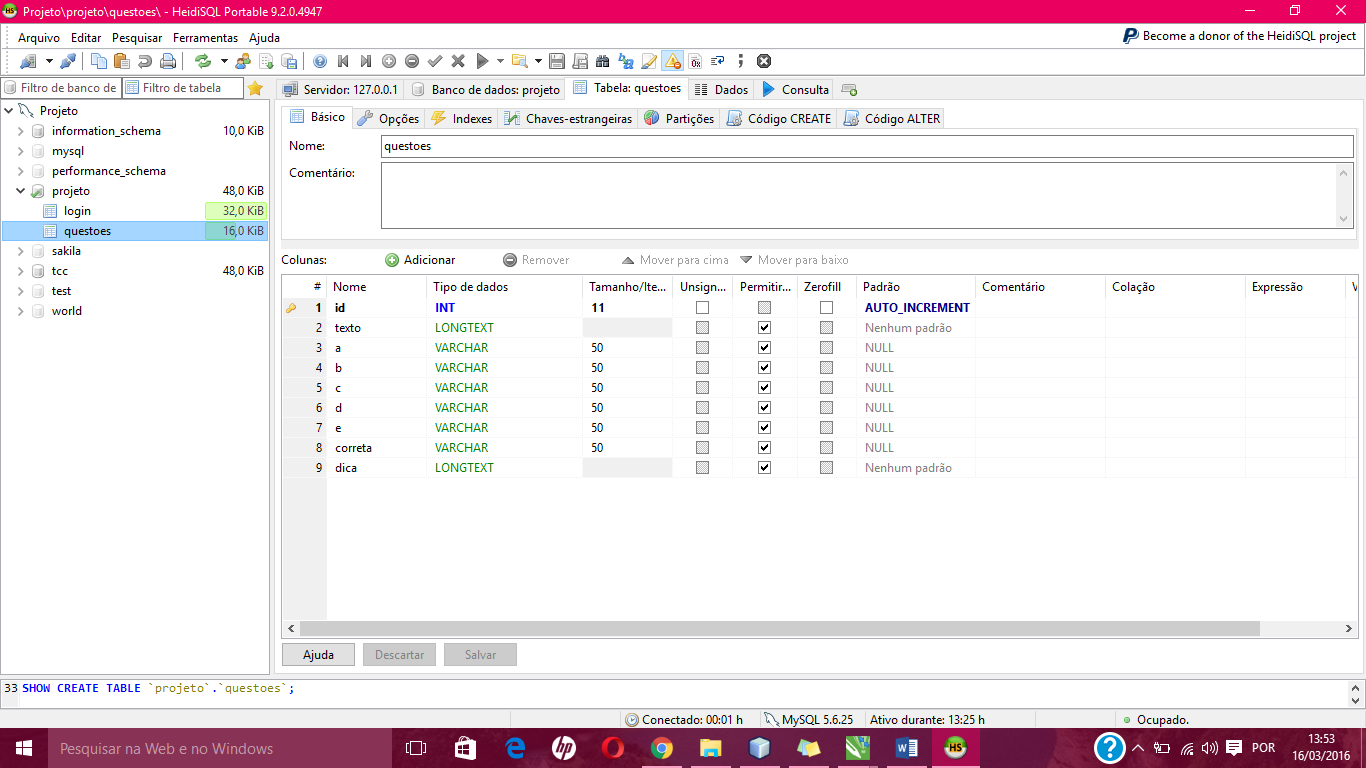 Projeto\projeto\questoes\ - HeidiSQL Portable 9.2.0.4947
Arquivo Editar Pesquisar Ferramentas Ajuda
Become a donor of the HeidiSQL project
Filtro de banco de Filtro de tabela
Servidor: 127.0.0.1 Banco de dados: projeto Tabela: questoes Dados Consulta
Projeto
information_schema 10,0 KiB
mysql
performance_schema
projeto 48,0 KiB
login 32,0 KiB
questoes 16,0 KiB
sakila
tcc 48,0 KiB
test
world
Básico Opções Indexes Chaves-estrangeiras Partições Código CREATE Código ALTER
Nome: questoes
Comentário:
Colunas: Adicionar Remover Mover para cima Mover para baixo
# Nome Tipo de dados Tamanho/Ite... Unsign... Permitir... Zerofill Padrão Comentário Colação Expressão V
1 id INT 11 AUTO_INCREMENT
2 texto LONGTEXT Nenhum padrão
3 a VARCHAR 50 NULL
4 b VARCHAR 50 NULL
5 c VARCHAR 50 NULL
6 d VARCHAR 50 NULL
7 e VARCHAR 50 NULL
8 correta VARCHAR 50 NULL
9 dica LONGTEXT Nenhum padrão
Ajuda Descartar Salvar
33 SHOW CREATE TABLE `projeto`.`questoes`;
Conectado: 00:01 h MySQL 5.6.25 Ativo durante: 13:25 h Ocupado.
Pesquisar na Web e no Windows
hp
HS
POR
13:53
16/03/2016